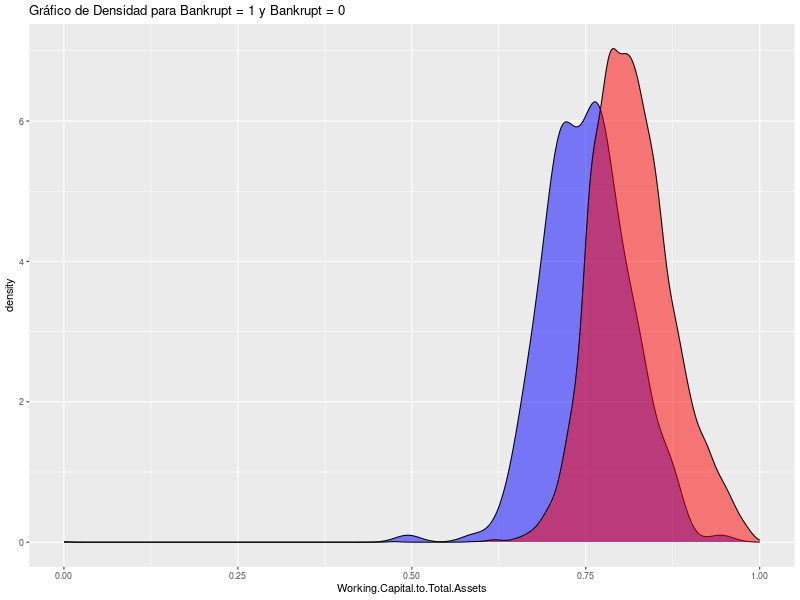 Gráfico de Densidad para Bankrupt = 1 y Bankrupt = 0
6
4
2
0
density
0.00 0.25 0.50 0.75 1.00
Working.Capital.to.Total.Assets